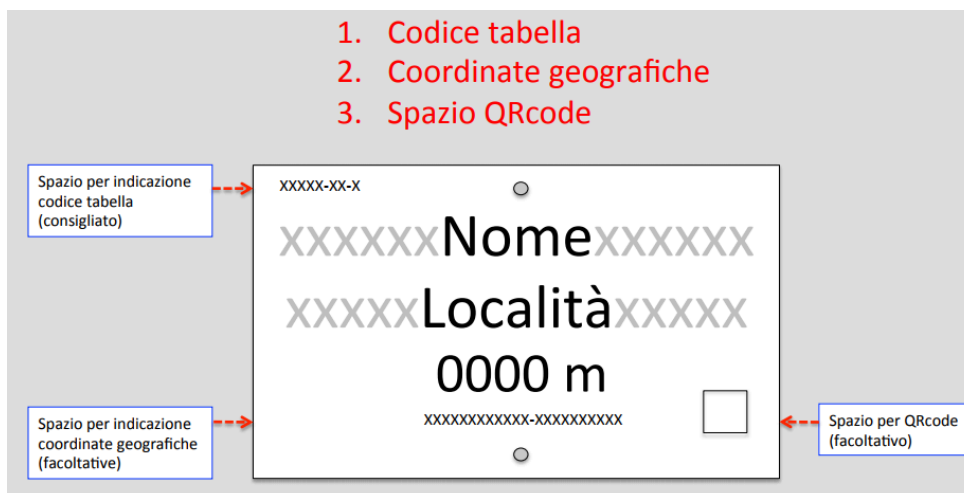 1. Codice tabella
2. Coordinate geografiche
3. Spazio QRcode
Spazio per indicazione
codice tabella
(consigliato)
XXXXX-XX-X
xxxxxxNomexxxxxx
xxxxxLocalitàxxxxx
0000 m
XXXXXXXXXXXX-XXXXXXXXXX
Spazio per indicazione
coordinate geografiche
(facoltative)
Spazio per QRcode
(facoltativo)